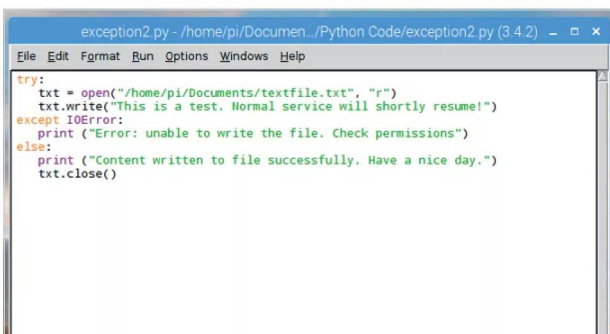 exception2.py - /home/pi/Documen.../Python Code/exception2.py (3.4.2)
File Edit Format Run Options Windows Help
try:
   txt = open("/home/pi/Documents/textfile.txt", "r")
   txt.write("This is a test. Normal service will shortly resume!")
except IOError:
   print ("Error: unable to write the file. Check permissions")
else:
   print ("Content written to file successfully. Have a nice day.")
   txt.close()